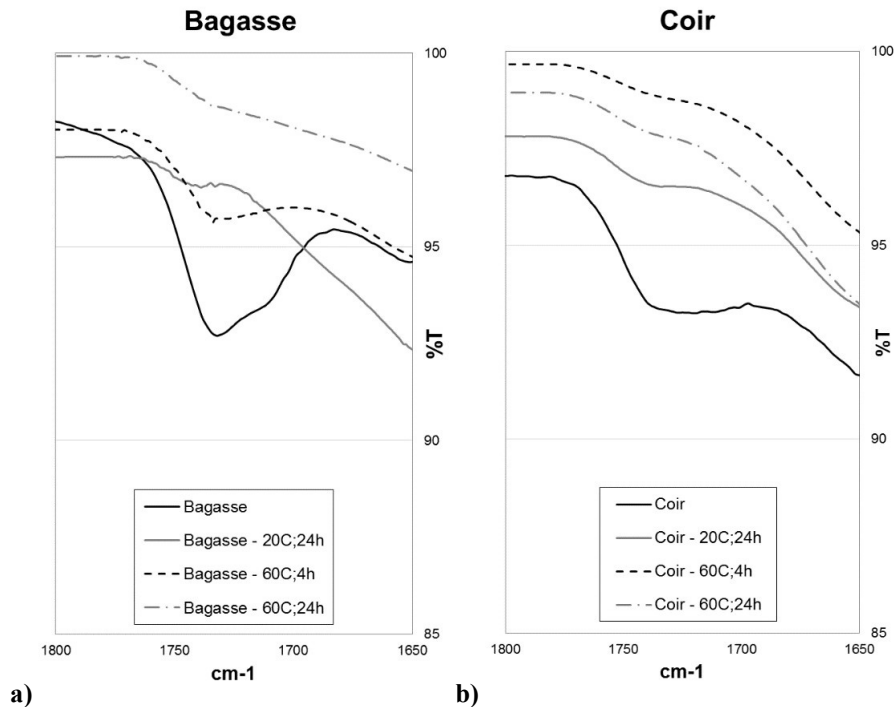 Bagasse
100
95
90
85
%T
Bagasse
Bagasse - 20C;24h
Bagasse - 60C;4h
Bagasse - 60C;24h
1800 1750 1700 1650
cm-1
a)
Coir
100
95
90
85
%T
Coir
Coir - 20C;24h
Coir - 60C;4h
Coir - 60C;24h
1800 1750 1700 1650
cm-1
b)